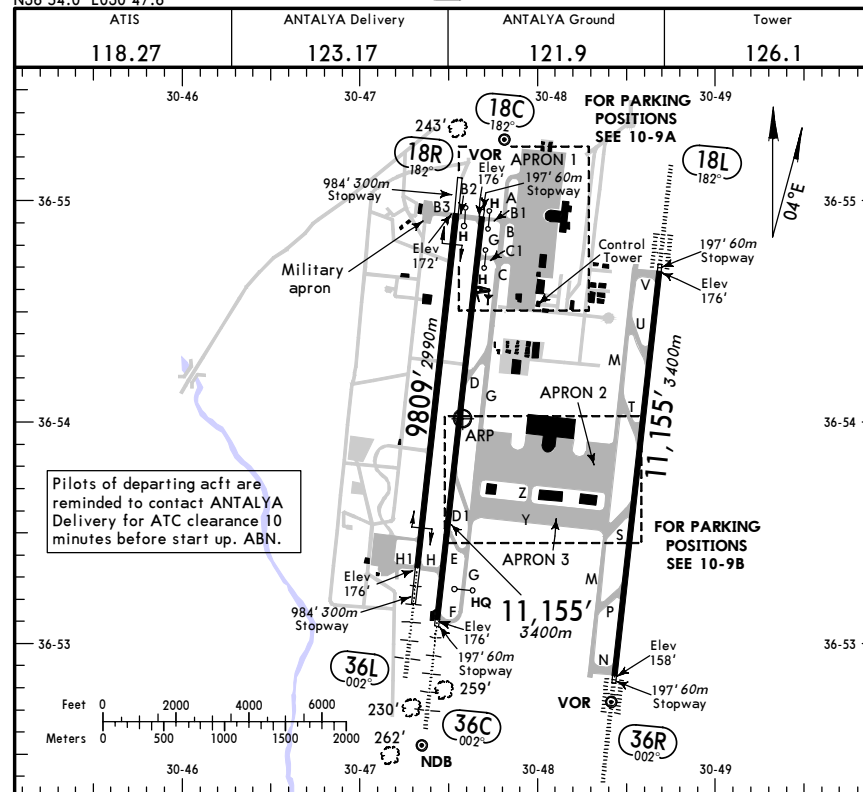 N36 54.0 E030 47.6
ATIS
118.27
ANTALYA Delivery
123.17
ANTALYA Ground
121.9
Tower
126.1
30-46
30-47
30-48
30-49
243'
18C
182°
FOR PARKING
POSITIONS
SEE 10-9A
18R
182°
VOR
APRON 1
18L
182°
04°E
36-55
36-55
984' 300m
Stopway
B2
Elev
176'
197' 60m
Stopway
H
A
B3
B1
H
G
B
Elev
172'
C1
C
H
Control
Tower
197' 60m
Stopway
Elev
176'
V
Military
apron
U
M
9809' 2990m
D
G
APRON 2
T
11,155' 3400m
36-54
36-54
ARP
Pilots of departing acft are
reminded to contact ANTALYA
Delivery for ATC clearance 10
minutes before start up. ABN.
Z
Y
D1
S
APRON 3
FOR PARKING
POSITIONS
SEE 10-9B
H1
H
E
G
M
Elev
176'
HQ
11,155'
3400m
P
984' 300m
Stopway
F
Elev
176'
36-53
36-53
197' 60m
Stopway
N
Elev
158'
36L
002°
259'
197' 60m
Stopway
VOR
230'
36C
002°
36R
002°
262'
NDB
Feet 0 2000 4000 6000
Meters 0 500 1000 1500 2000
30-46
30-47
30-48
30-49